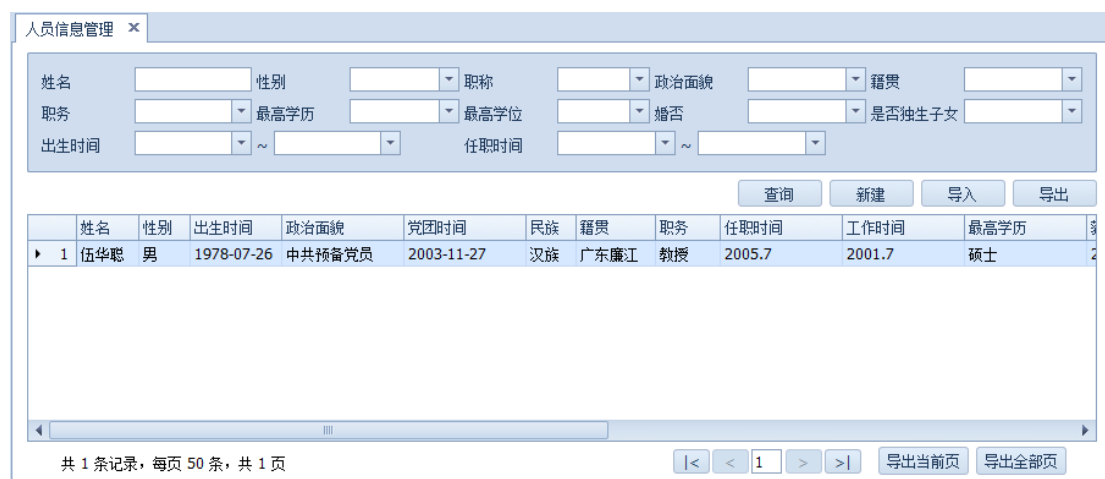 人员信息管理 ×
姓名 性别 职称 政治面貌 籍贯
职务 最高学历 最高学位 婚否 是否独生子女
出生时间 ~ 任职时间 ~
查询 新建 导入 导出
姓名 性别 出生时间 政治面貌 党团时间 民族 籍贯 职务 任职时间 工作时间 最高学历
1 伍华聪 男 1978-07-26 中共预备党员 2003-11-27 汉族 广东廉江 教授 2005.7 2001.7 硕士
共 1 条记录，每页 50 条，共 1 页 |< < 1 > >| 导出当前页 导出全部页